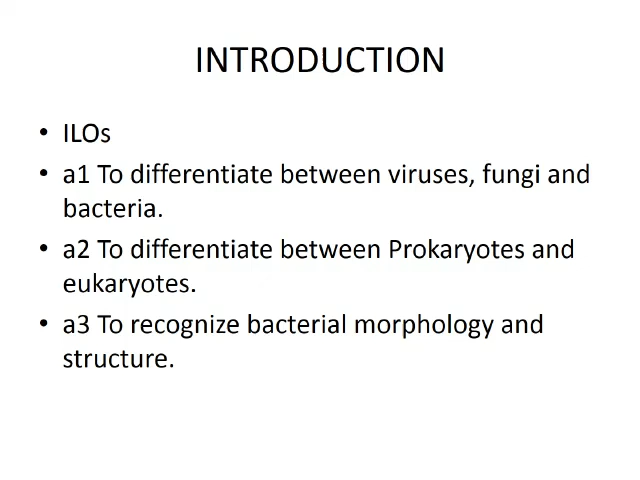 INTRODUCTION
• ILOs
• a1 To differentiate between viruses, fungi and
bacteria.
• a2 To differentiate between Prokaryotes and
eukaryotes.
• a3 To recognize bacterial morphology and
structure.